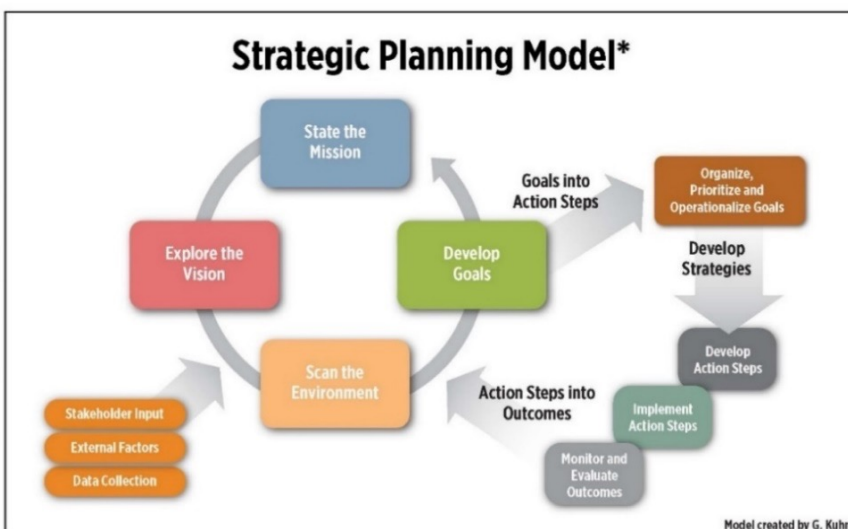 Strategic Planning Model*
State the
Mission
Explore the
Vision
Develop
Goals
Scan the
Environment
Stakeholder Input
External Factors
Data Collection
Goals into
Action Steps
Organize,
Prioritize and
Operationalize Goals
Develop
Strategies
Develop
Action Steps
Implement
Action Steps
Monitor and
Evaluate
Outcomes
Action Steps into
Outcomes
Model created by G. Kuhn